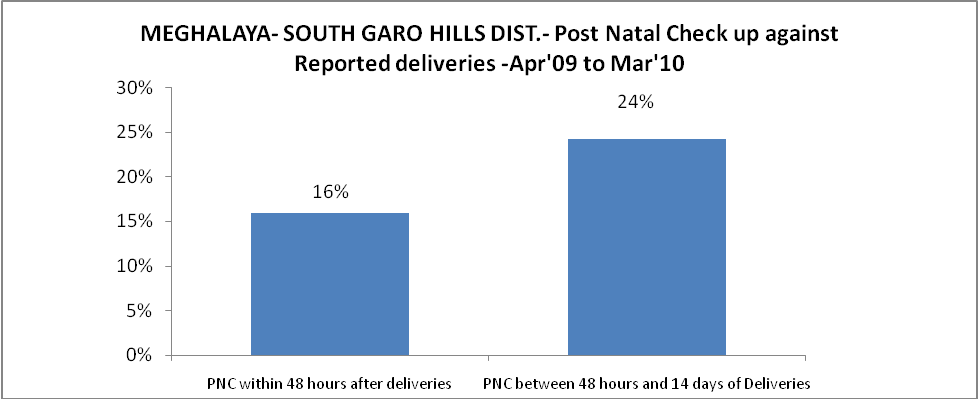 MEGHALAYA- SOUTH GARO HILLS DIST.- Post Natal Check up against
Reported deliveries -Apr'09 to Mar'10
30%
25%
20%
15%
10%
5%
0%
16%
24%
PNC within 48 hours after deliveries
PNC between 48 hours and 14 days of Deliveries